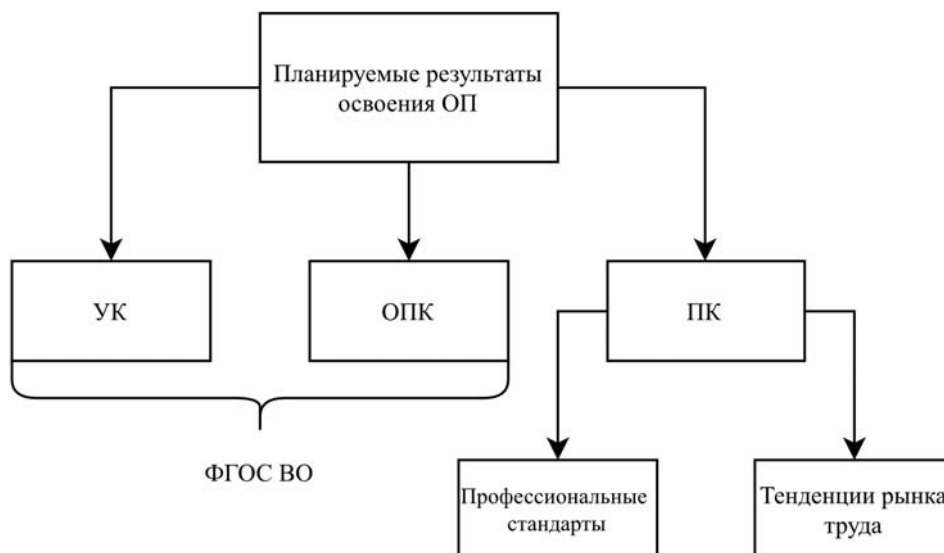 Планируемые результаты
освоения ОП
УК
ОПК
ПК
ФГОС ВО
Профессиональные
стандарты
Тенденции рынка
труда